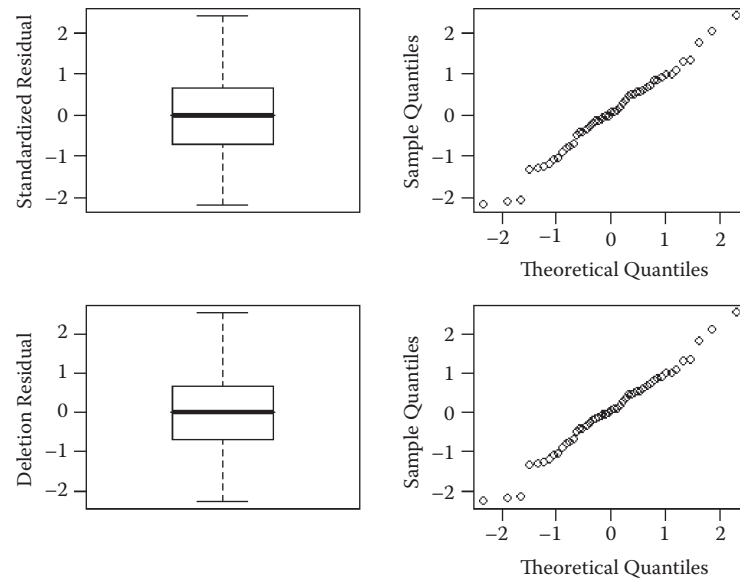 Standardized Residual
2
1
0
−1
−2
Sample Quantiles
2
1
0
−1
−2
−2 −1 0 1 2
Theoretical Quantiles
Deletion Residual
2
1
0
−1
−2
Sample Quantiles
2
1
0
−1
−2
−2 −1 0 1 2
Theoretical Quantiles